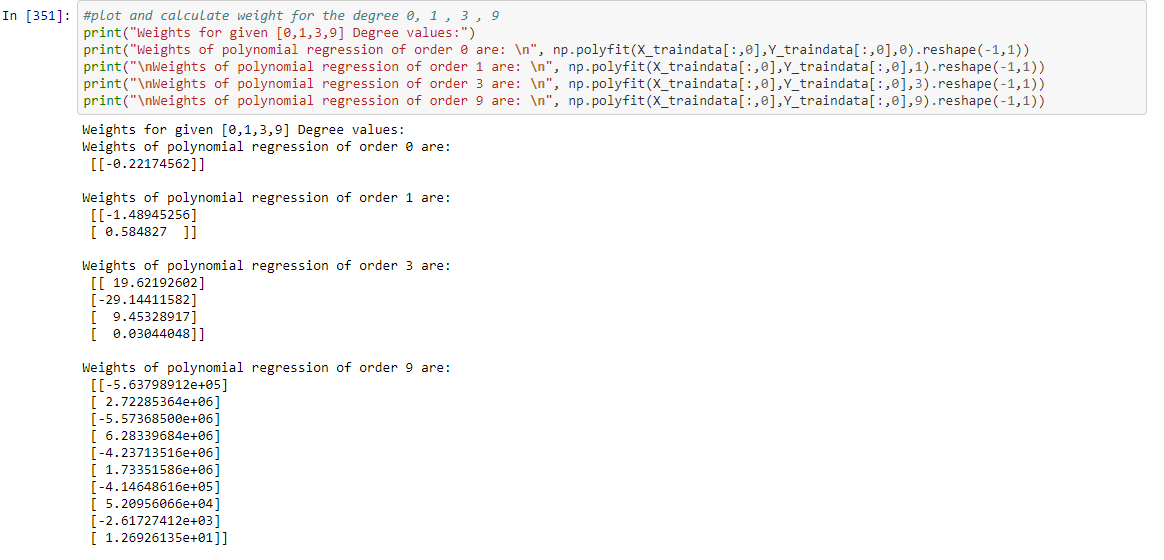 In [351]: #plot and calculate weight for the degree 0, 1 , 3 , 9
print("Weights for given [0,1,3,9] Degree values:")
print("Weights of polynomial regression of order 0 are: \n", np.polyfit(X_traindata[:,0],Y_traindata[:,0],0).reshape(-1,1))
print("\nWeights of polynomial regression of order 1 are: \n", np.polyfit(X_traindata[:,0],Y_traindata[:,0],1).reshape(-1,1))
print("\nWeights of polynomial regression of order 3 are: \n", np.polyfit(X_traindata[:,0],Y_traindata[:,0],3).reshape(-1,1))
print("\nWeights of polynomial regression of order 9 are: \n", np.polyfit(X_traindata[:,0],Y_traindata[:,0],9).reshape(-1,1))
Weights for given [0,1,3,9] Degree values:
Weights of polynomial regression of order 0 are:
[[-0.22174562]]
Weights of polynomial regression of order 1 are:
[[-1.48945256]
[ 0.584827  ]]
Weights of polynomial regression of order 3 are:
[[ 19.62192602]
[-29.14411582]
[  9.45328917]
[  0.03044048]]
Weights of polynomial regression of order 9 are:
[[-5.63798912e+05]
[ 2.72285364e+06]
[-5.57368500e+06]
[ 6.28339684e+06]
[-4.23713516e+06]
[ 1.73351586e+06]
[-4.14648616e+05]
[ 5.20956066e+04]
[-2.61727412e+03]
[ 1.26926135e+01]]